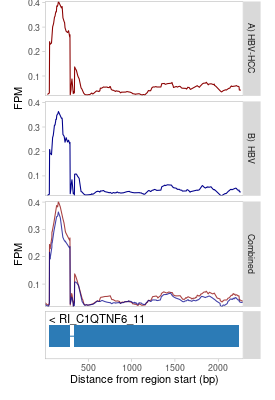 0.4
0.3
0.2
0.1
FPM
A) HBV-HCC
0.4
0.3
0.2
0.1
B) HBV
0.4
0.3
0.2
0.1
FPM
Combined
< RI_C1QTNF6_11
500
1000
1500
2000
Distance from region start (bp)